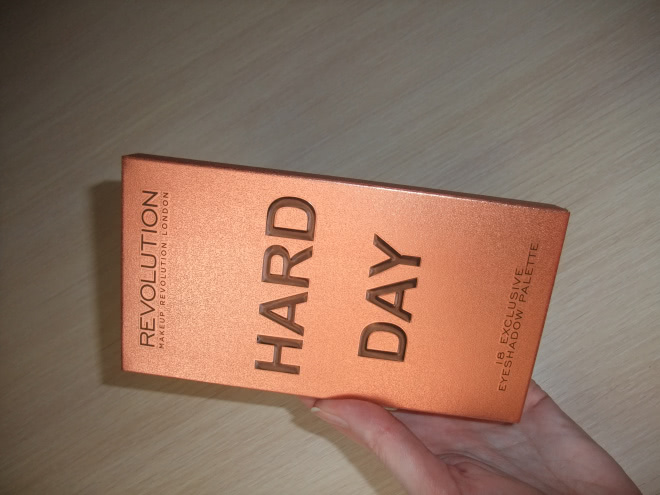 REVOLUTION
MAKEUP REVOLUTION LONDON
HARD
DAY
18 EXCLUSIVE
EYESHADOW PALETTE